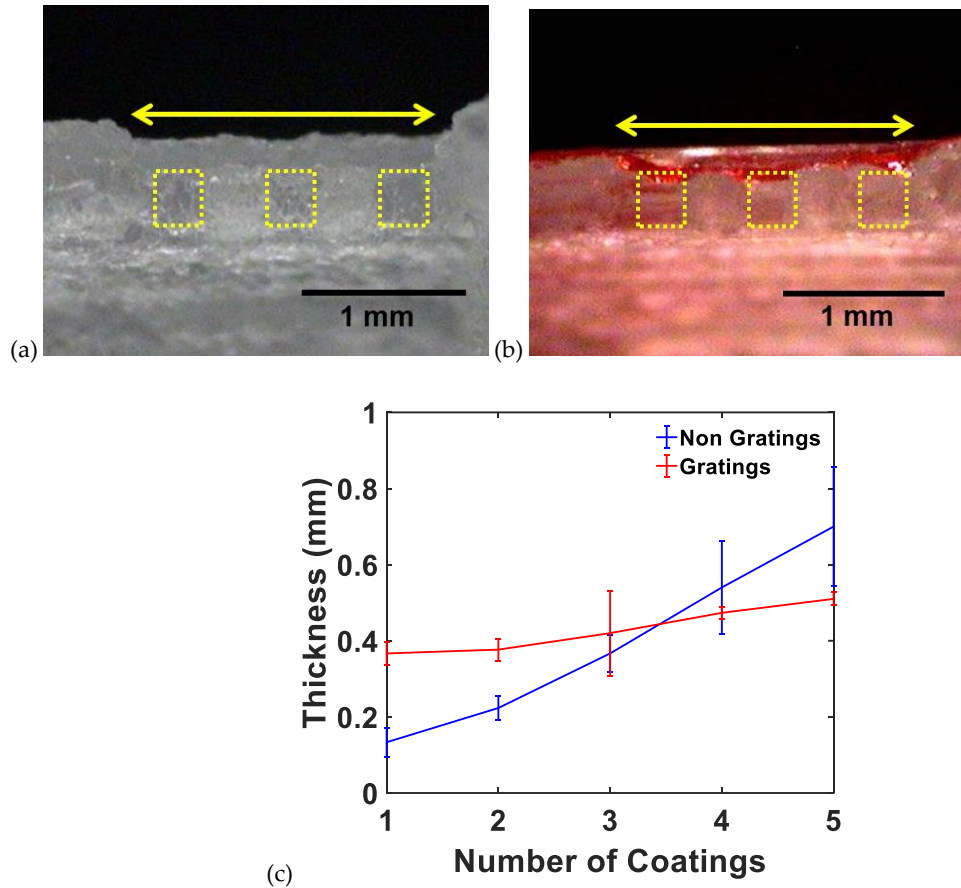 1 mm
1 mm
(a)
(b)
1
0.8
0.6
0.4
0.2
0
Thickness (mm)
Non Gratings
Gratings
1 2 3 4 5
Number of Coatings
(c)